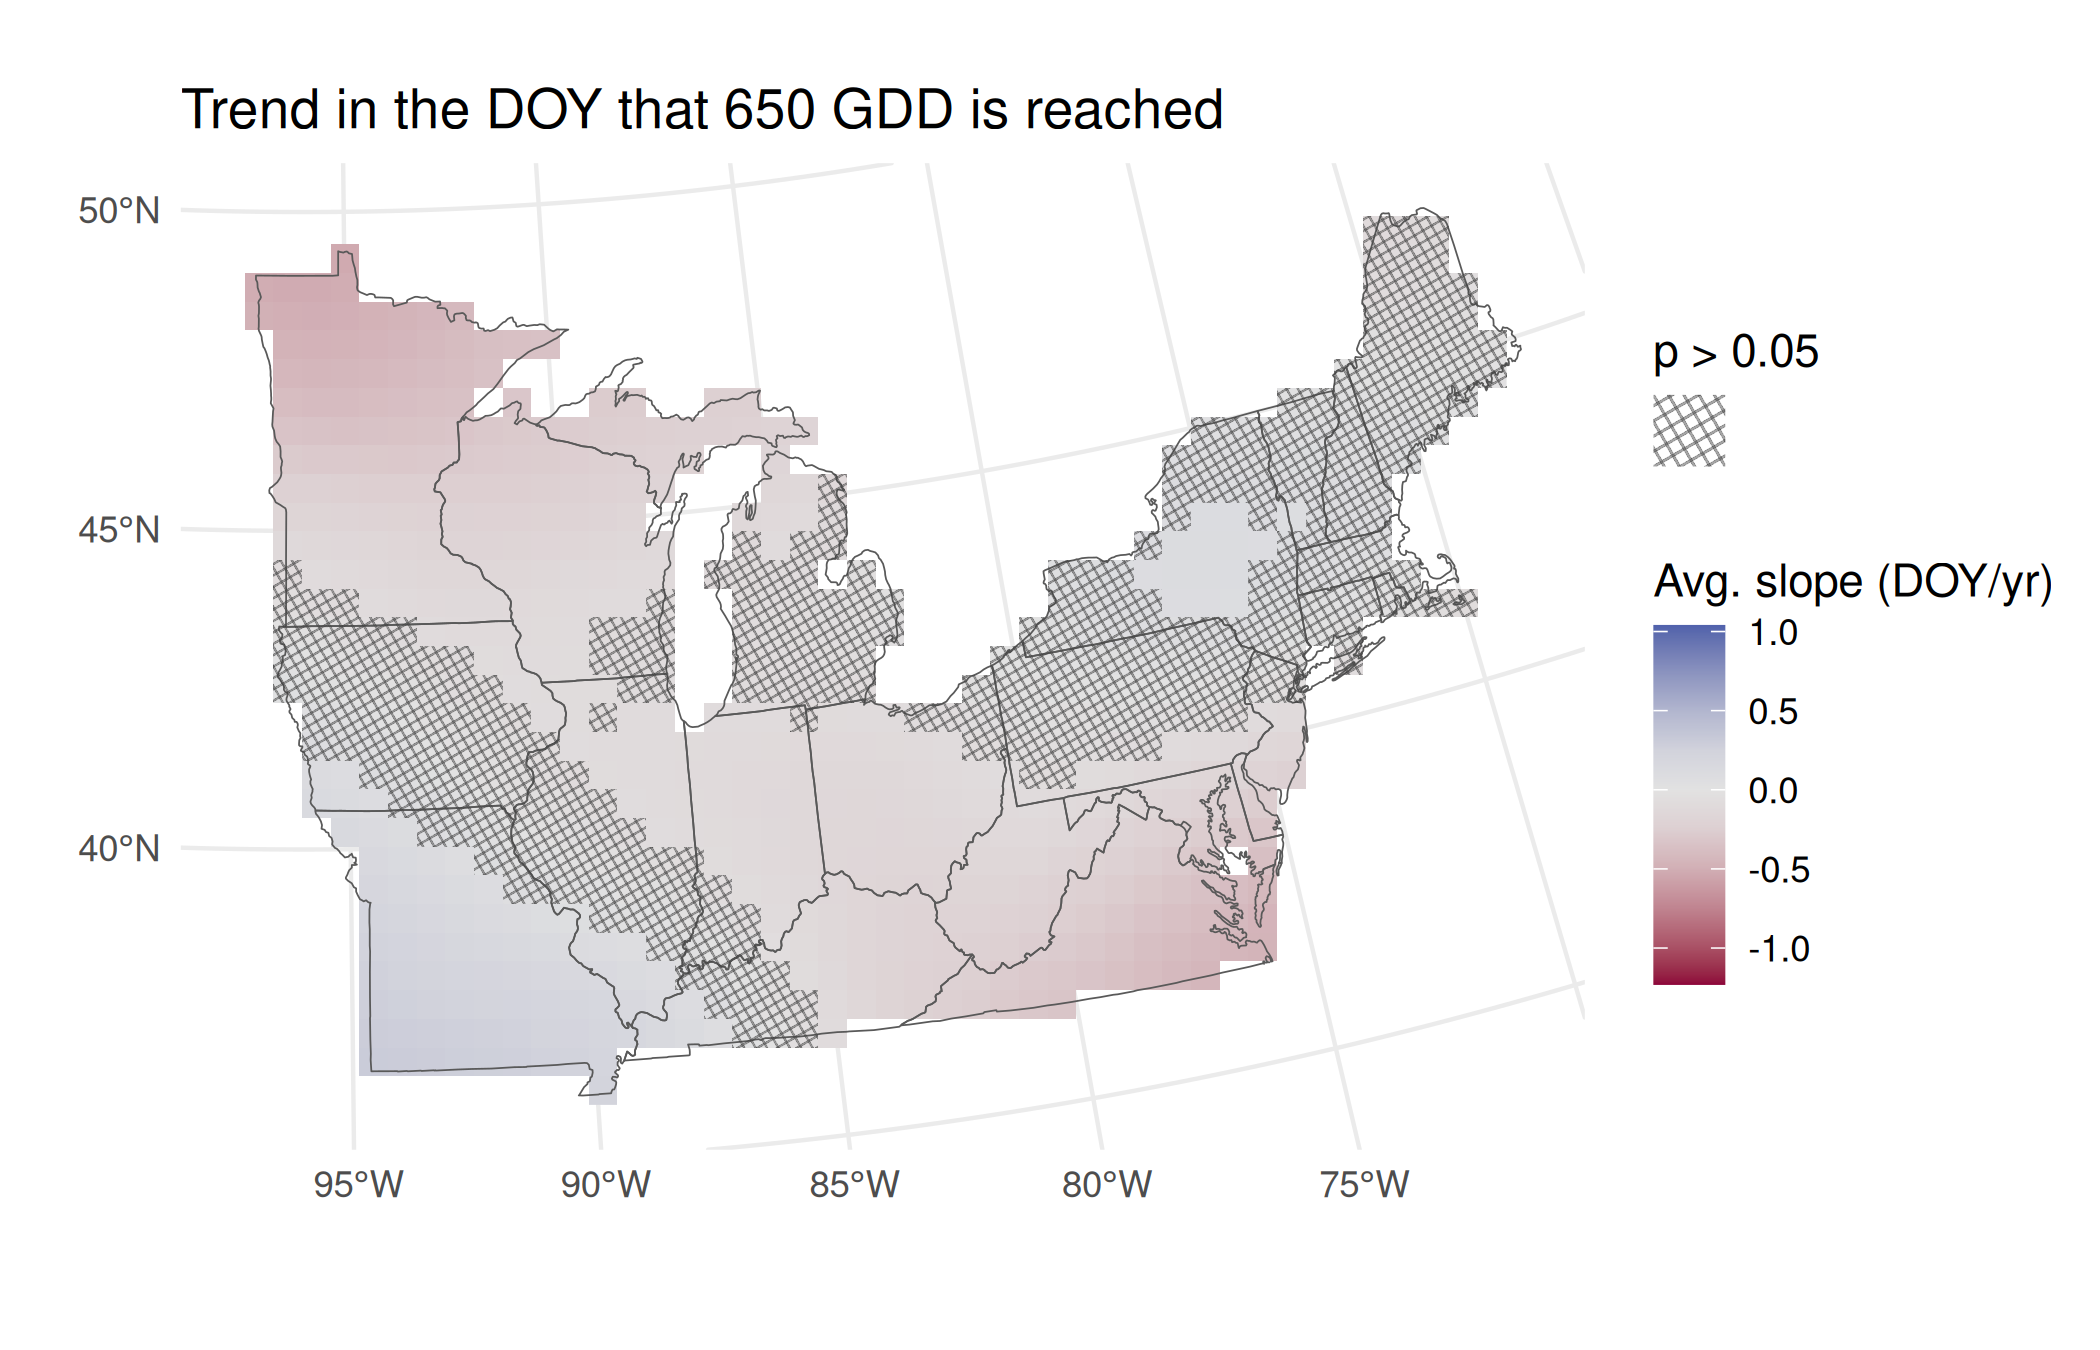 Trend in the DOY that 650 GDD is reached
50°N
45°N
40°N
95°W
90°W
85°W
80°W
75°W
p > 0.05
Avg. slope (DOY/yr)
1.0
0.5
0.0
-0.5
-1.0